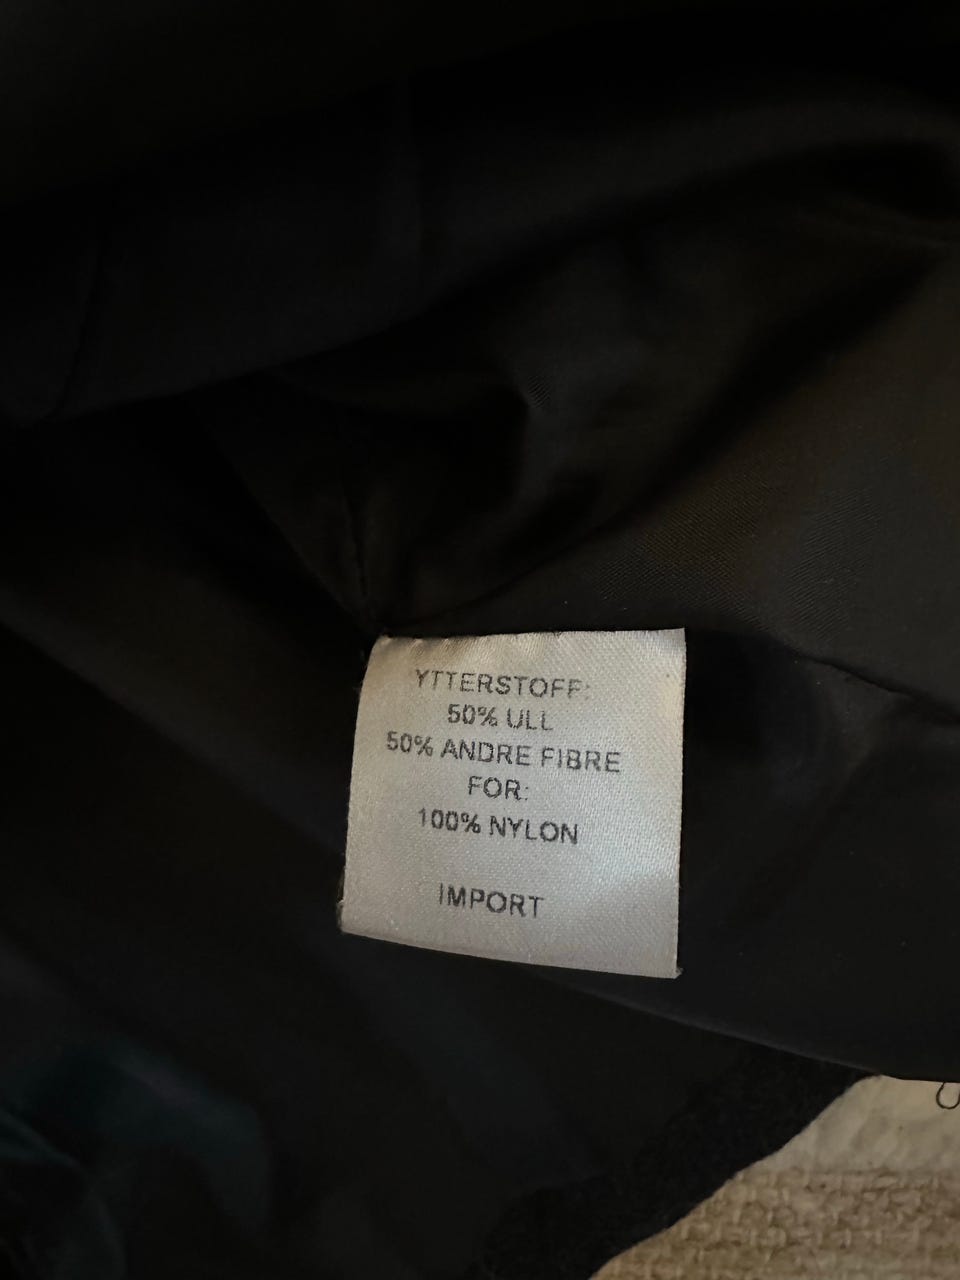 YTTERSTOFF:
50% ULL
50% ANDRE FIBRE
FOR:
100% NYLON
IMPORT